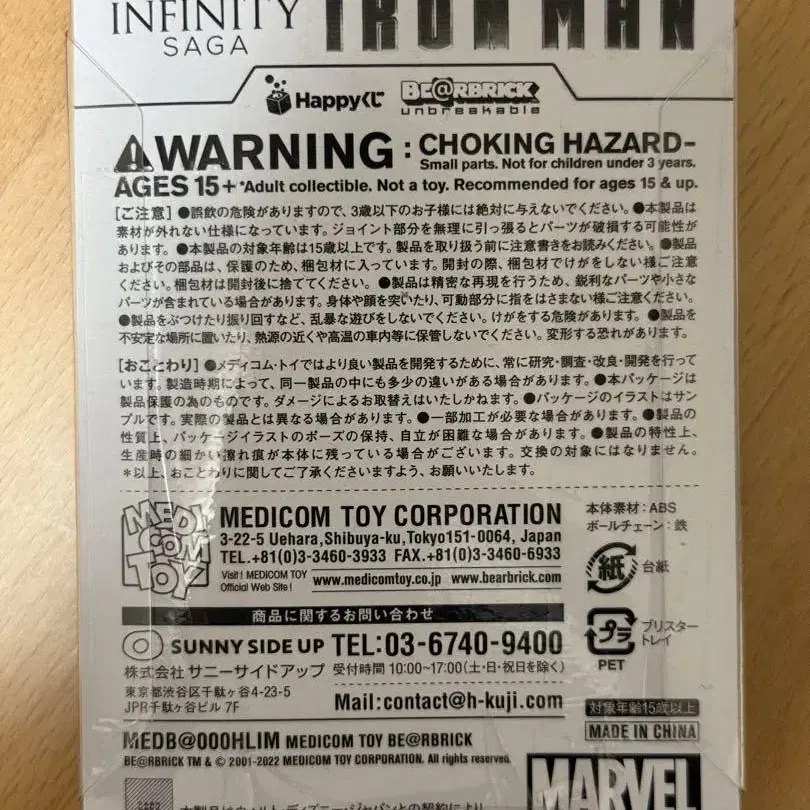 INFINITY
SAGA
IRON MAN
Happyくじ
BE@RBRICK
unbreakable
WARNING : CHOKING HAZARD-
Small parts. Not for children under 3 years.
AGES 15+ *Adult collectible. Not a toy. Recommended for ages 15 & up.
[ご注意] ●誤飲の危険がありますので、3歳以下のお子様には絶対に与えないでください。●本製品は
素材が外れない仕様になっています。ジョイント部分を無理に引っ張るとパーツが破損する可能性が
あります。●本製品の対象年齢は15歳以上です。製品を取り扱う前に注意書きをお読みください。●製品
およびその部品は、保護のため、梱包材に入っています。開封の際、梱包材でけがをしない様ご注意
ください。梱包材は開封後に捨ててください。●製品は精密な再現を行うため、鋭利なパーツや小さな
パーツが含まれている場合があります。身体や顔を突いたり、可動部分に指をはさまない様ご注意ください。
●製品をぶつけたり振り回すなど、乱暴な遊びをしないでください。けがをする危険があります。●製品を
不安定な場所に置いたり、熱源の近くや高温の車内等に保管しないでください。変形する恐れがあります。
[おことわり] ●メディコム・トイではより良い製品を開発するために、常に研究・調査・改良・開発を行って
います。製造時期によって、同一製品の中にも多少の違いがある場合があります。●本パッケージは
製品保護の為のものです。ダメージによるお取替えはいたしかねます。●パッケージのイラストはサン
プルです。実際の製品とは異なる場合があります。●一部加工が必要な場合があります。●製品の
性質上、パッケージイラストのポーズの保持、自立が困難な場合があります。●製品の特性上、
生産時の細かい擦れ痕が本体に残っている場合がございます。交換の対象にはなりません。
*以上、おことわりに関してご了承くださいますよう、お願いいたします。
MEDI
COM
TOY
MEDICOM TOY CORPORATION
3-22-5 Uehara,Shibuya-ku,Tokyo151-0064, Japan
TEL.+81(0)3-3460-3933 FAX.+81(0)3-3460-6933
Visit! MEDICOM TOY
Official Web Site!
www.medicomtoy.co.jp www.bearbrick.com
本体素材：ABS
ボールチェーン：鉄
紙
台紙
商品に関するお問い合わせ
SUNNY SIDE UP TEL:03-6740-9400
株式会社 サニーサイドアップ 受付時間 10:00~17:00(土・日・祝日を除く)
東京都渋谷区千駄ヶ谷4-23-5
JPR千駄ヶ谷ビル 7F
Mail:contact@h-kuji.com
プラ
PET
ブリスター
トレイ
対象年齢15歳以上
MADE IN CHINA
MEDB@000HLIM MEDICOM TOY BE@RBRICK
BE@RBRICK TM & © 2001-2022 MEDICOM TOY CORPORATION. All rights reserved.
MARVEL
本製品はウォルト・ディズニー・ジャパンとの契約により